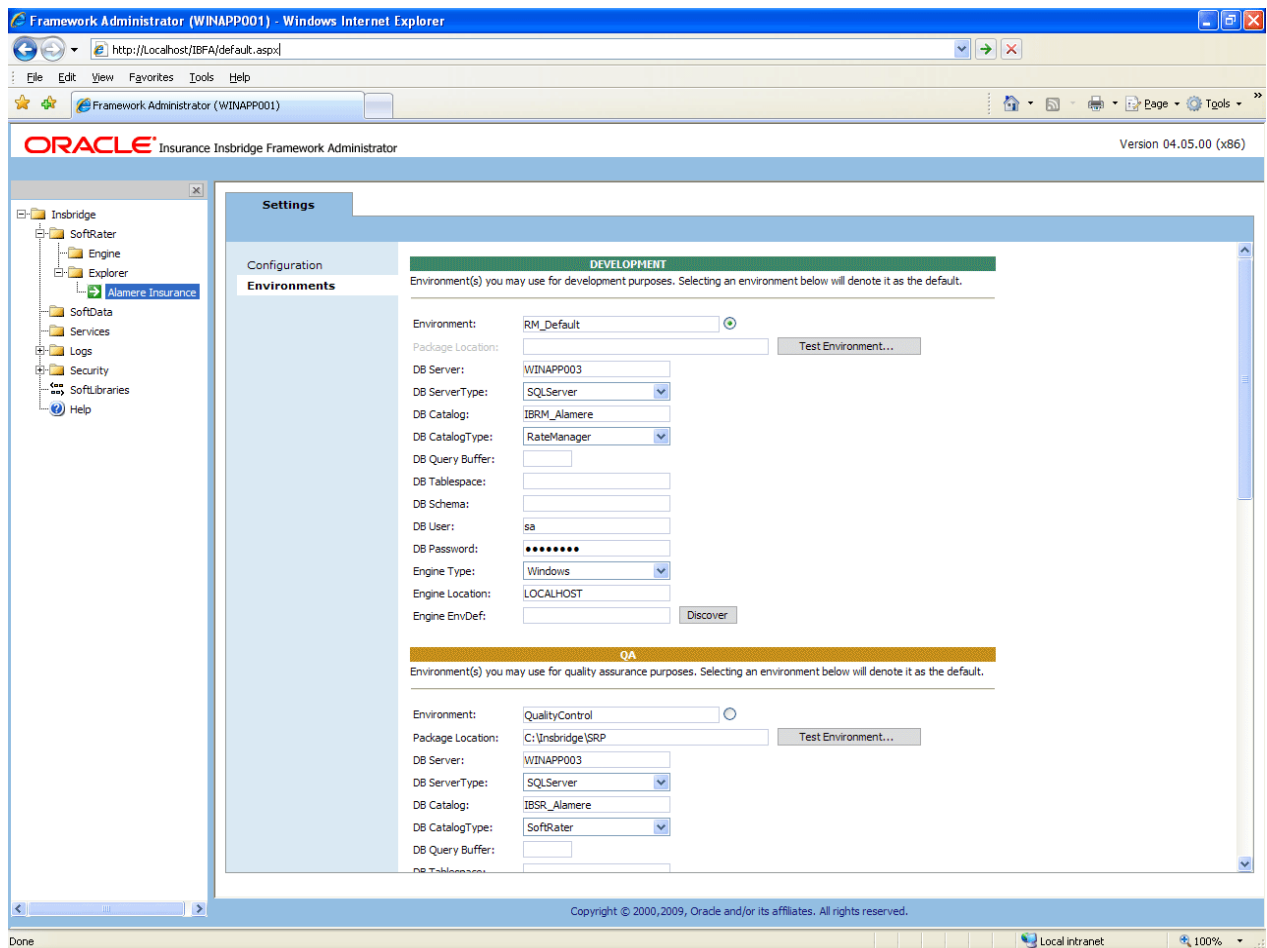 Framework Administrator (WINAPP001) - Windows Internet Explorer
http://Localhost/IBFA/default.aspx
File Edit View Favorites Tools Help
Framework Administrator (WINAPP001)
Page Tools »
ORACLE Insurance Insbridge Framework Administrator
Version 04.05.00 (x86)
Insbridge
SoftRater
Engine
Explorer
Alamere Insurance
SoftData
Services
Logs
Security
SoftLibraries
Help
Settings
Configuration
Environments
DEVELOPMENT
Environment(s) you may use for development purposes. Selecting an environment below will denote it as the default.
Environment: RM_Default
Package Location: Test Environment...
DB Server: WINAPP003
DB ServerType: SQLServer
DB Catalog: IBRM_Alamere
DB CatalogType: RateManager
DB Query Buffer:
DB Tablespace:
DB Schema:
DB User: sa
DB Password: ●●●●●●●●
Engine Type: Windows
Engine Location: LOCALHOST
Engine EnvDef: Discover
QA
Environment(s) you may use for quality assurance purposes. Selecting an environment below will denote it as the default.
Environment: QualityControl
Package Location: C:\Insbridge\SRP Test Environment...
DB Server: WINAPP003
DB ServerType: SQLServer
DB Catalog: IBSR_Alamere
DB CatalogType: SoftRater
DB Query Buffer:
DB Tablespace:
Copyright © 2000,2009, Oracle and/or its affiliates. All rights reserved.
Done
Local intranet
100%